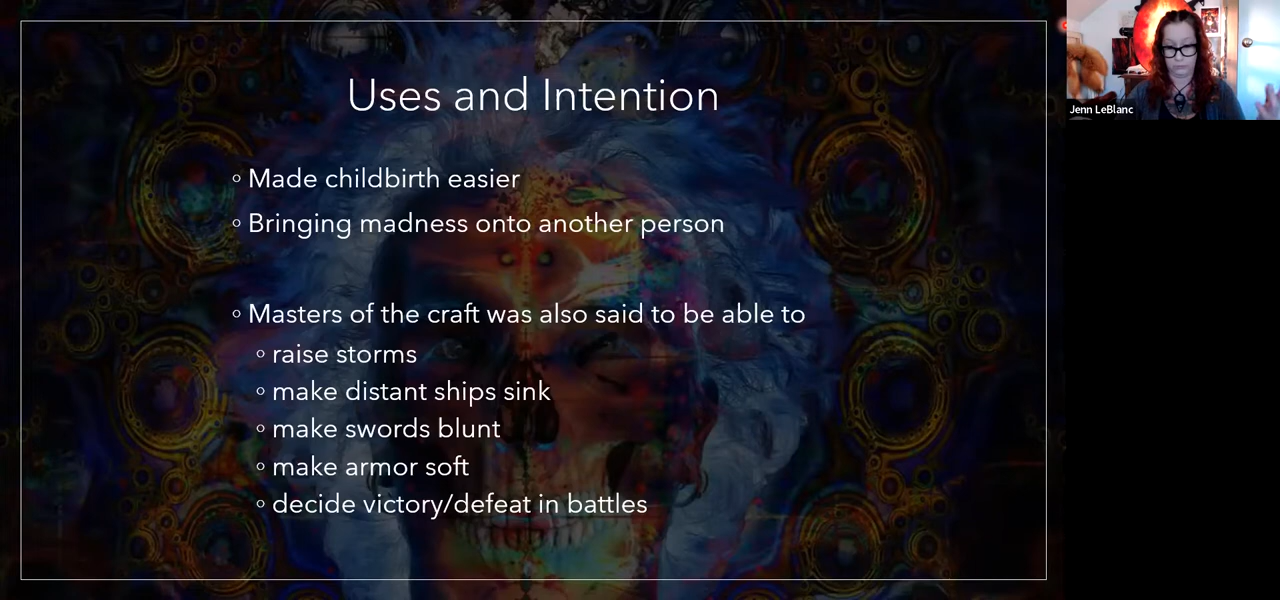 Uses and Intention
Made childbirth easier
Bringing madness onto another person
Masters of the craft was also said to be able to
raise storms
make distant ships sink
make swords blunt
make armor soft
decide victory/defeat in battles
Jenn LeBlanc